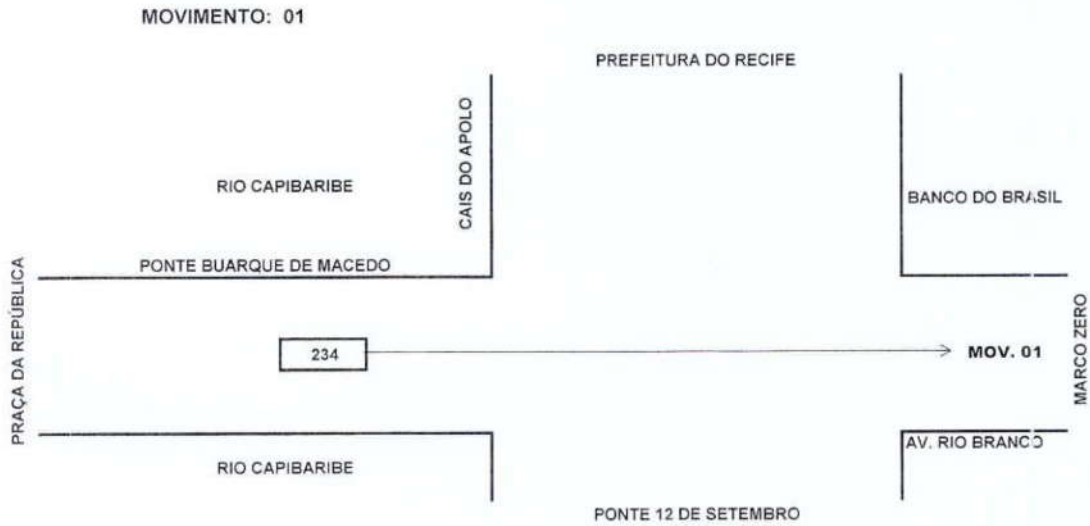 MOVIMENTO: 01
PREFEITURA DO RECIFE
CAIS DO APOLO
RIO CAPIBARIBE
BANCO DO BRASIL
PONTE BUARQUE DE MACEDO
PRAÇA DA REPÚBLICA
234
MOV. 01
MARCO ZERO
AV. RIO BRANCO
RIO CAPIBARIBE
PONTE 12 DE SETEMBRO